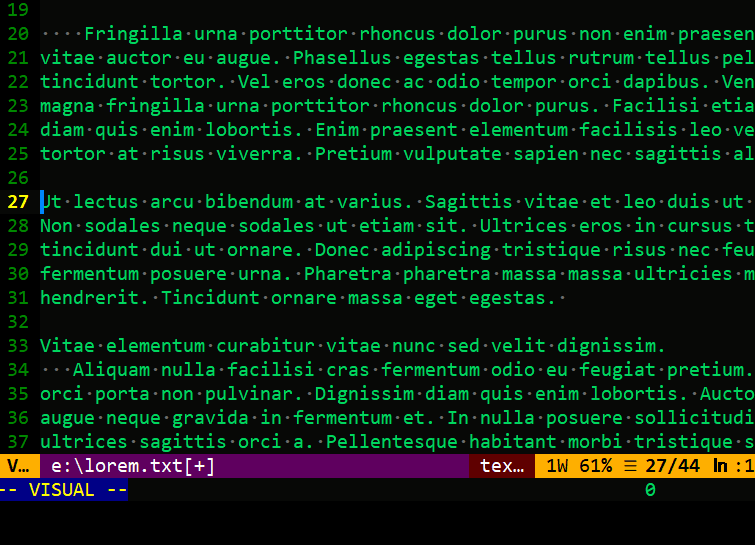 19
20 ····Fringilla·urna·porttitor·rhoncus·dolor·purus·non·enim·praesen
21 vitae·auctor·eu·augue.·Phasellus·egestas·tellus·rutrum·tellus·pel
22 tincidunt·tortor.·Vel·eros·donec·ac·odio·tempor·orci·dapibus.·Ven
23 magna·fringilla·urna·porttitor·rhoncus·dolor·purus.·Facilisi·etia
24 diam·quis·enim·lobortis.·Enim·praesent·elementum·facilisis·leo·ve
25 tortor·at·risus·viverra.·Pretium·vulputate·sapien·nec·sagittis·al
26
27 Ut·lectus·arcu·bibendum·at·varius.·Sagittis·vitae·et·leo·duis·ut·
28 Non·sodales·neque·sodales·ut·etiam·sit.·Ultrices·eros·in·cursus·t
29 tincidunt·dui·ut·ornare.·Donec·adipiscing·tristique·risus·nec·feu
30 fermentum·posuere·urna.·Pharetra·pharetra·massa·massa·ultricies·m
31 hendrerit.·Tincidunt·ornare·massa·eget·egestas.·
32
33 Vitae·elementum·curabitur·vitae·nunc·sed·velit·dignissim.
34 ···Aliquam·nulla·facilisi·cras·fermentum·odio·eu·feugiat·pretium.
35 orci·porta·non·pulvinar.·Dignissim·diam·quis·enim·lobortis.·Aucto
36 augue·neque·gravida·in·fermentum·et.·In·nulla·posuere·sollicitudi
37 ultrices·sagittis·orci·a.·Pellentesque·habitant·morbi·tristique·s
V… e:\lorem.txt[+] tex… 1W 61% ☰ 27/44 ㏑:1
-- VISUAL -- 0